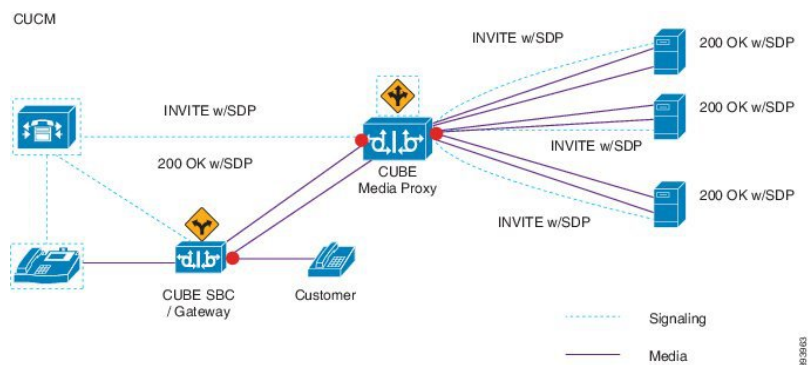 CUCM
INVITE w/SDP
200 OK w/SDP
INVITE w/SDP
200 OK w/SDP
INVITE w/SDP
200 OK w/SDP
CUBE
Media Proxy
INVITE w/SDP
200 OK w/SDP
CUBE SBC
/ Gateway
Customer
Signaling
Media